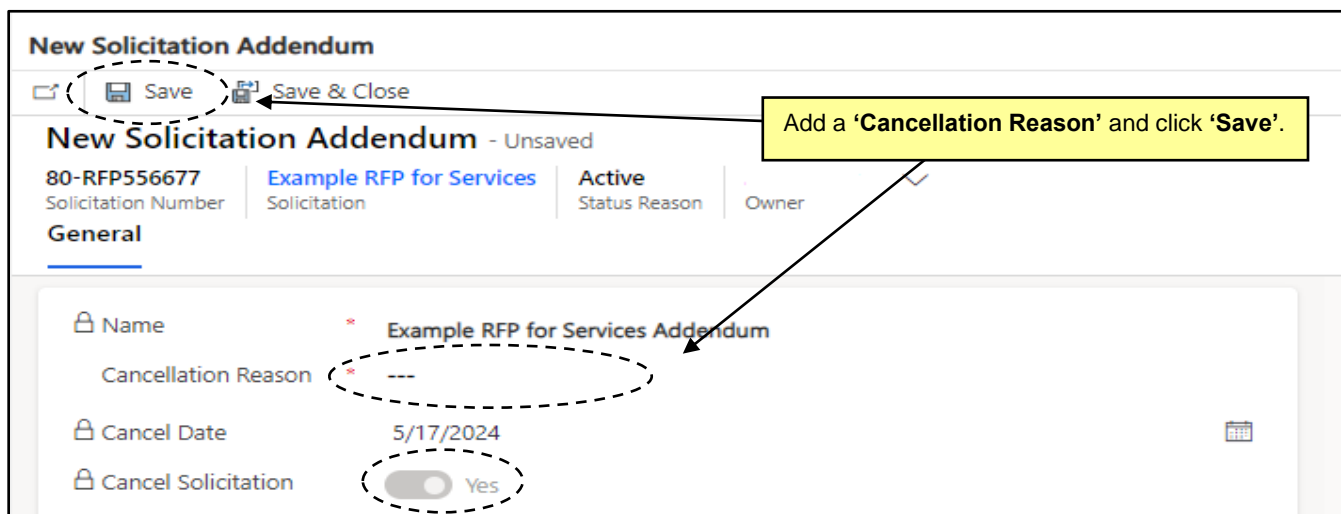 New Solicitation Addendum
Save Save & Close
Add a 'Cancellation Reason' and click 'Save'.
New Solicitation Addendum - Unsaved
80-RFP556677 Example RFP for Services Active
Solicitation Number Solicitation Status Reason Owner
General
Name * Example RFP for Services Addendum
Cancellation Reason * ---
Cancel Date 5/17/2024
Cancel Solicitation Yes